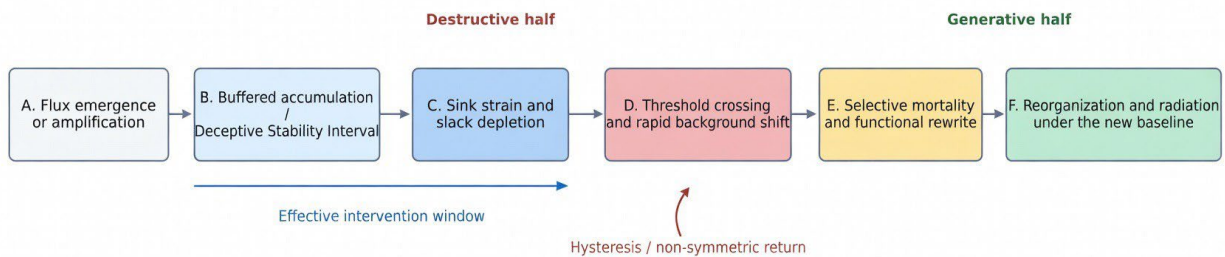 Destructive half
Generative half
A. Flux emergence
or amplification
B. Buffered accumulation
/
Deceptive Stability Interval
C. Sink strain and
slack depletion
D. Threshold crossing
and rapid background shift
E. Selective mortality
and functional rewrite
F. Reorganization and radiation
under the new baseline
Effective intervention window
Hysteresis / non-symmetric return